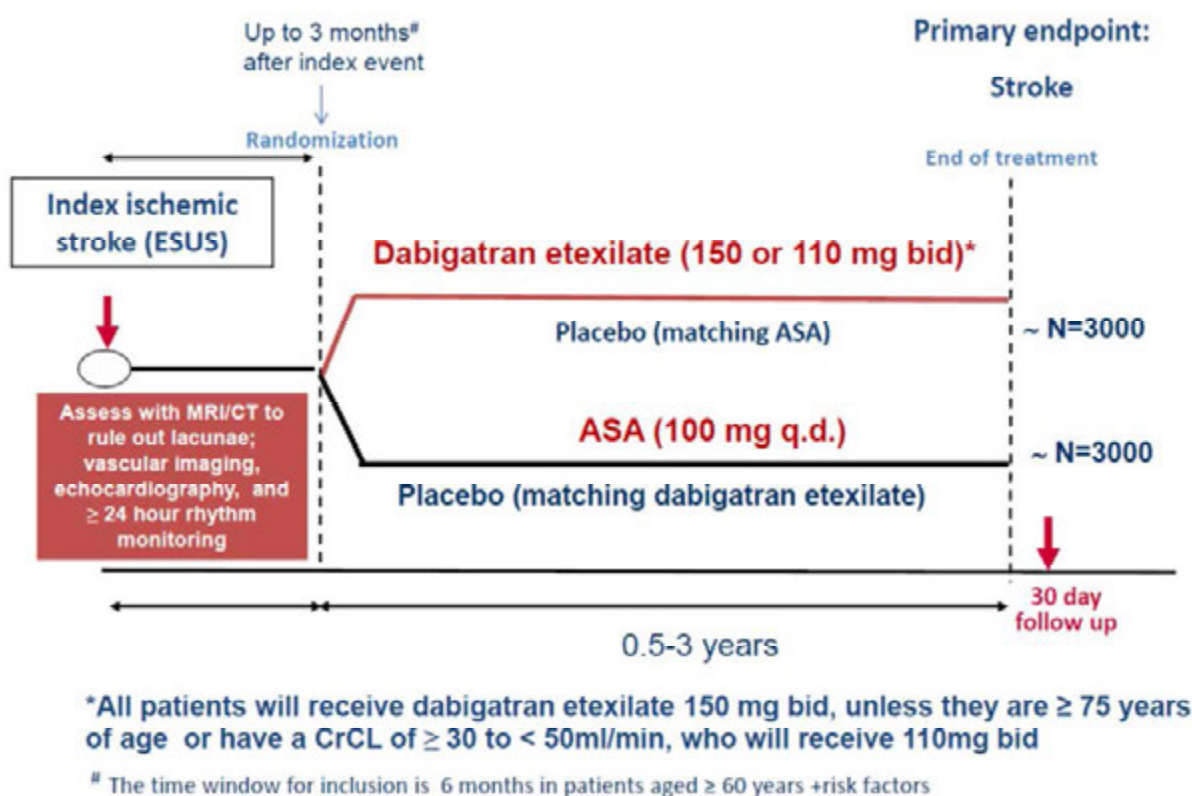 Up to 3 months#
after index event
Randomization
Primary endpoint:
Stroke
End of treatment
Index ischemic
stroke (ESUS)
Dabigatran etexilate (150 or 110 mg bid)*
Placebo (matching ASA)
~ N=3000
Assess with MRI/CT to
rule out lacunae;
vascular imaging,
echocardiography, and
≥ 24 hour rhythm
monitoring
ASA (100 mg q.d.)
~ N=3000
Placebo (matching dabigatran etexilate)
30 day
follow up
0.5-3 years
*All patients will receive dabigatran etexilate 150 mg bid, unless they are ≥ 75 years
of age or have a CrCL of ≥ 30 to < 50ml/min, who will receive 110mg bid
# The time window for inclusion is 6 months in patients aged ≥ 60 years +risk factors